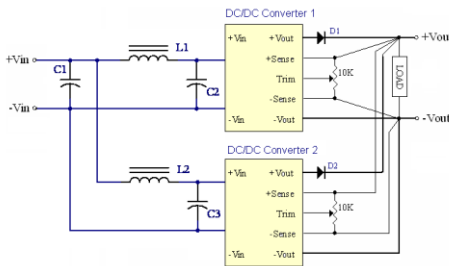 DC/DC Converter 1
+Vin
L1
C1
C2
-Vin
+Vin
-Vin
+Vout
+Sense
Trim
-Sense
-Vout
D1
10K
LOAD
+Vout
-Vout
DC/DC Converter 2
L2
C3
+Vin
-Vin
+Vout
+Sense
Trim
-Sense
-Vout
D2
10K